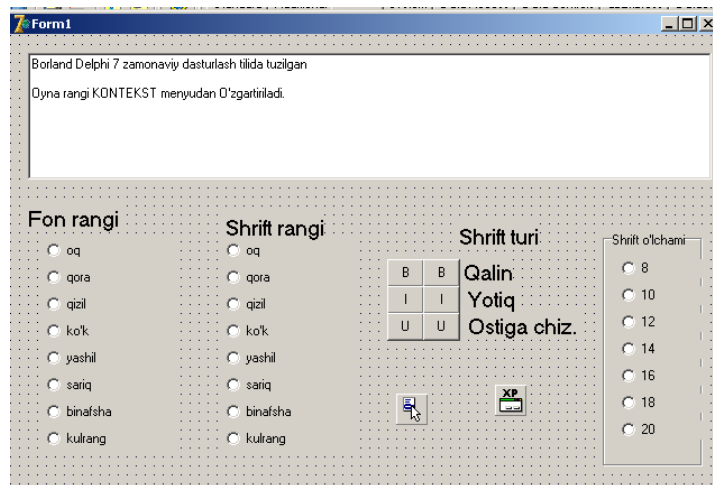 Form1
Borland Delphi 7 zamonaviy dasturlash tilida tuzilgan
Oyna rangi KONTEKST menyudan O'zgartiriladi.
Fon rangi
oq
qora
qizil
ko'k
yashil
sariq
binafsha
kulrang
Shrift rangi
oq
qora
qizil
ko'k
yashil
sariq
binafsha
kulrang
Shrift turi
B B Qalin
I I Yotiq
U U Ostiga chiz.
XP
Shrift o'lchami
8
10
12
14
16
18
20